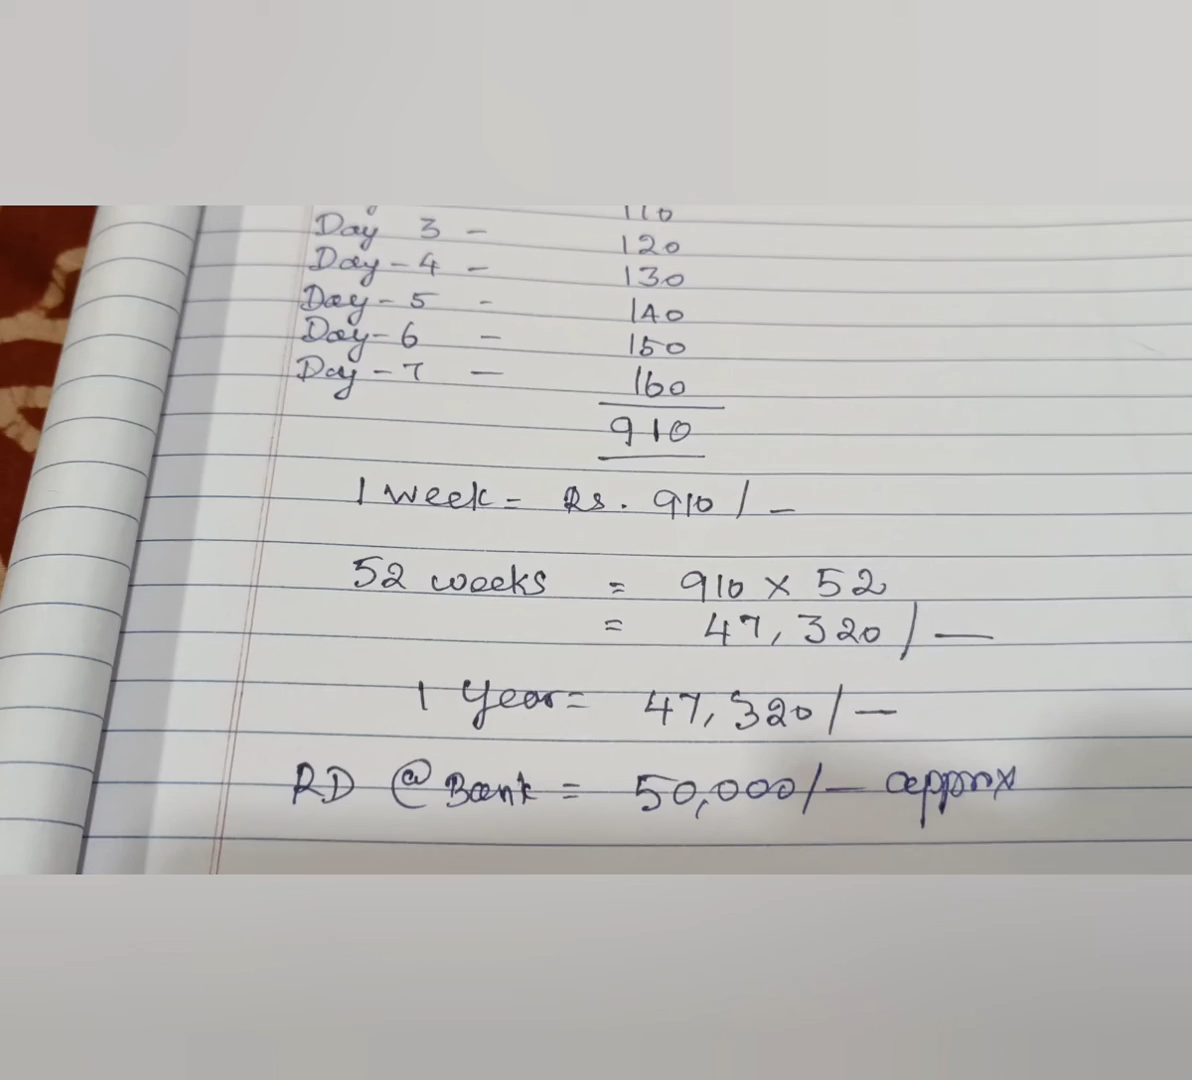 110
Day 3 - 120
Day - 4 - 130
Day - 5 - 140
Day - 6 - 150
Day - 7 - 160
910
1 week = Rs. 910/-
52 weeks = 910 x 52
= 47,320/-
1 Year = 47,320/-
RD @ Bank = 50,000/- approx